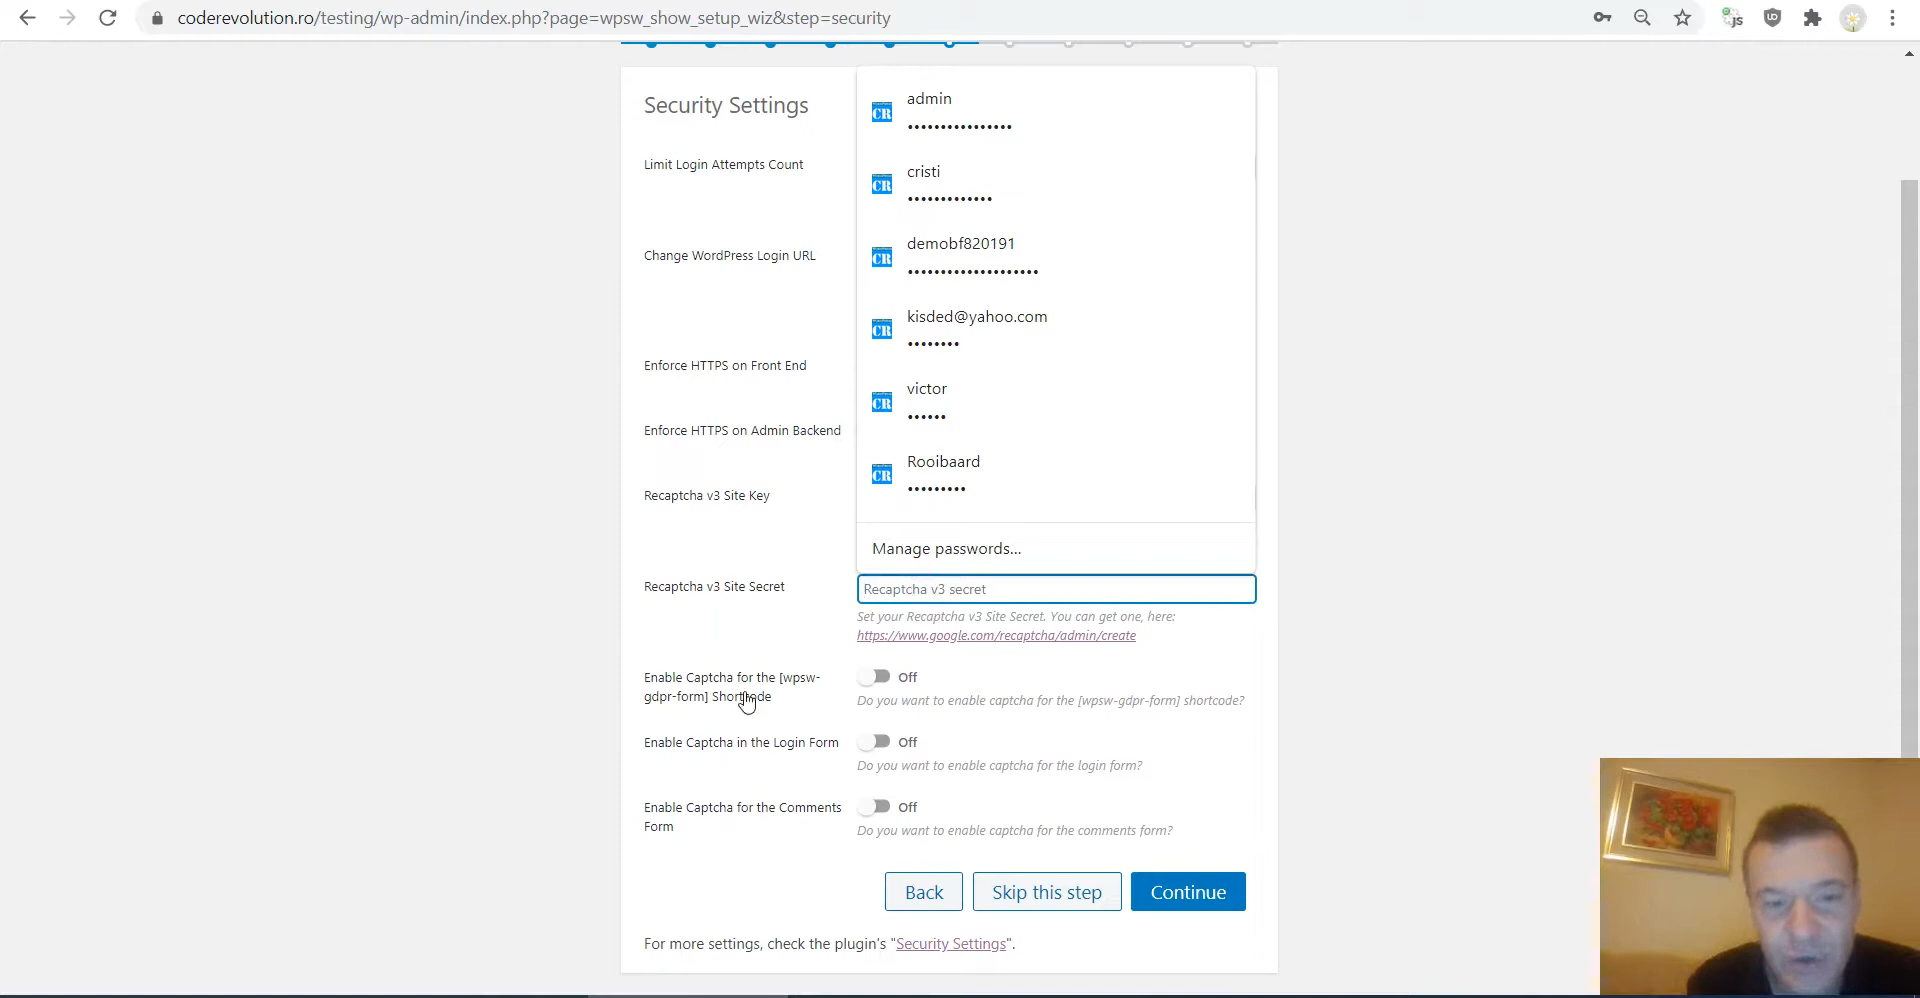 coderevolution.ro/testing/wp-admin/index.php?page=wpsw_show_setup_wiz&step=security
JS
Security Settings
Limit Login Attempts Count
Change WordPress Login URL
Enforce HTTPS on Front End
Enforce HTTPS on Admin Backend
Recaptcha v3 Site Key
CR
admin
••••••••••••••••
CR
cristi
•••••••••••••
CR
demobf820191
••••••••••••••••••••
CR
kisded@yahoo.com
••••••••
CR
victor
••••••
CR
Rooibaard
•••••••••
Manage passwords...
Recaptcha v3 Site Secret
Recaptcha v3 secret
Set your Recaptcha v3 Site Secret. You can get one, here:
https://www.google.com/recaptcha/admin/create
Enable Captcha for the [wpsw-
gdpr-form] Shortcode
Off
Do you want to enable captcha for the [wpsw-gdpr-form] shortcode?
Enable Captcha in the Login Form
Off
Do you want to enable captcha for the login form?
Enable Captcha for the Comments
Form
Off
Do you want to enable captcha for the comments form?
Back
Skip this step
Continue
For more settings, check the plugin's "Security Settings".